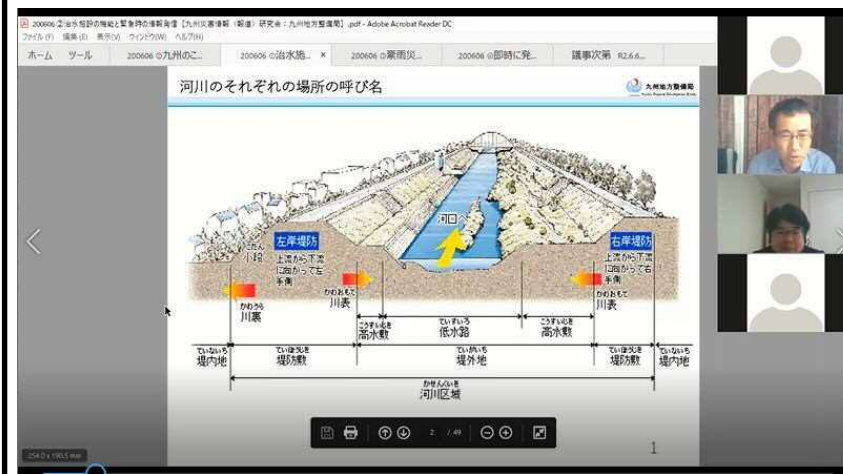 200606 ②治水施設の機能と緊急時の情報発信【九州災害情報（報道）研究会：九州地方整備局】.pdf - Adobe Acrobat Reader DC
ファイル(F) 編集(E) 表示(V) ウィンドウ(W) ヘルプ(H)
ホーム ツール 200606 ①九州のこ... 200606 ②治水施... × 200606 ③豪雨災... 200606 ④即時に発... 議事次第 R2.6.6...
河川のそれぞれの場所の呼び名
九州地方整備局
河口へ
こだん
小段
左岸堤防
右岸堤防
上流から下流に向かって左手側
上流から下流に向かって右手側
かわうら
川裏
かわおもて
川表
かわおもて
川表
こうすいじき
高水敷
ていすいろ
低水路
こうすいじき
高水敷
ていないち
堤内地
ていぼうじき
堤防敷
ていがいち
堤外地
ていぼうじき
堤防敷
ていないち
堤内地
かせんくいき
河川区域
2 / 49
1
254.0 x 190.5 mm